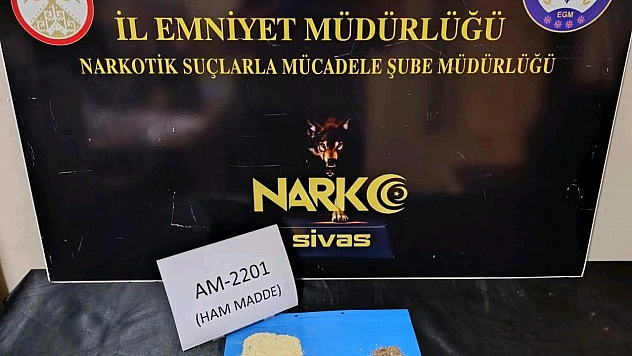 İL EMNİYET MÜDÜRLÜĞÜ
EGM
NARKOTİK SUÇLARLA MÜCADELE ŞUBE MÜDÜRLÜĞÜ
NARKO
sivas
AM-2201
(HAM MADDE)